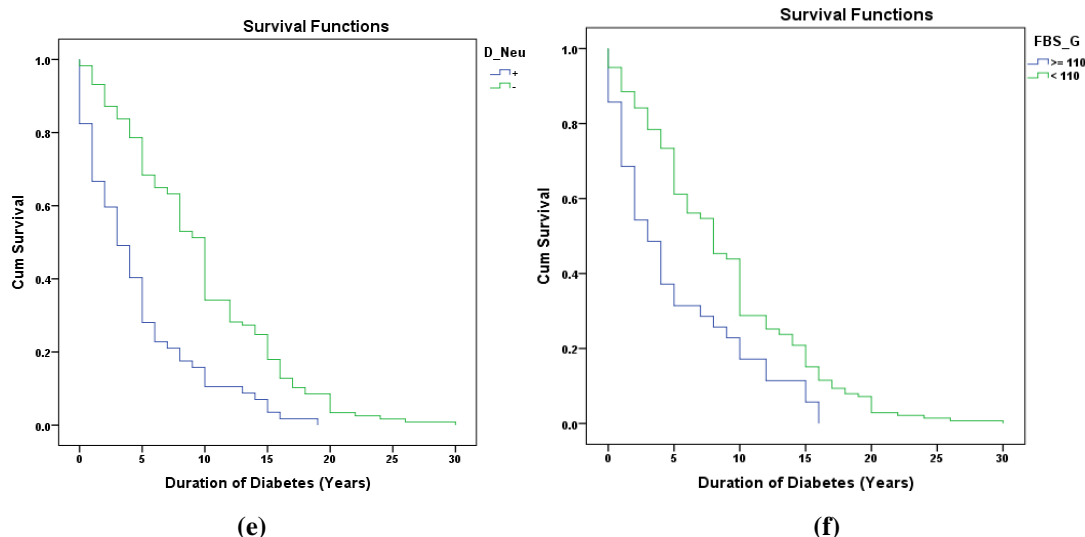 Survival Functions
D_Neu
+
-
1.0
0.8
0.6
0.4
0.2
0.0
Cum Survival
0 5 10 15 20 25 30
Duration of Diabetes (Years)
(e)
Survival Functions
FBS_G
>= 110
< 110
1.0
0.8
0.6
0.4
0.2
0.0
Cum Survival
0 5 10 15 20 25 30
Duration of Diabetes (Years)
(f)